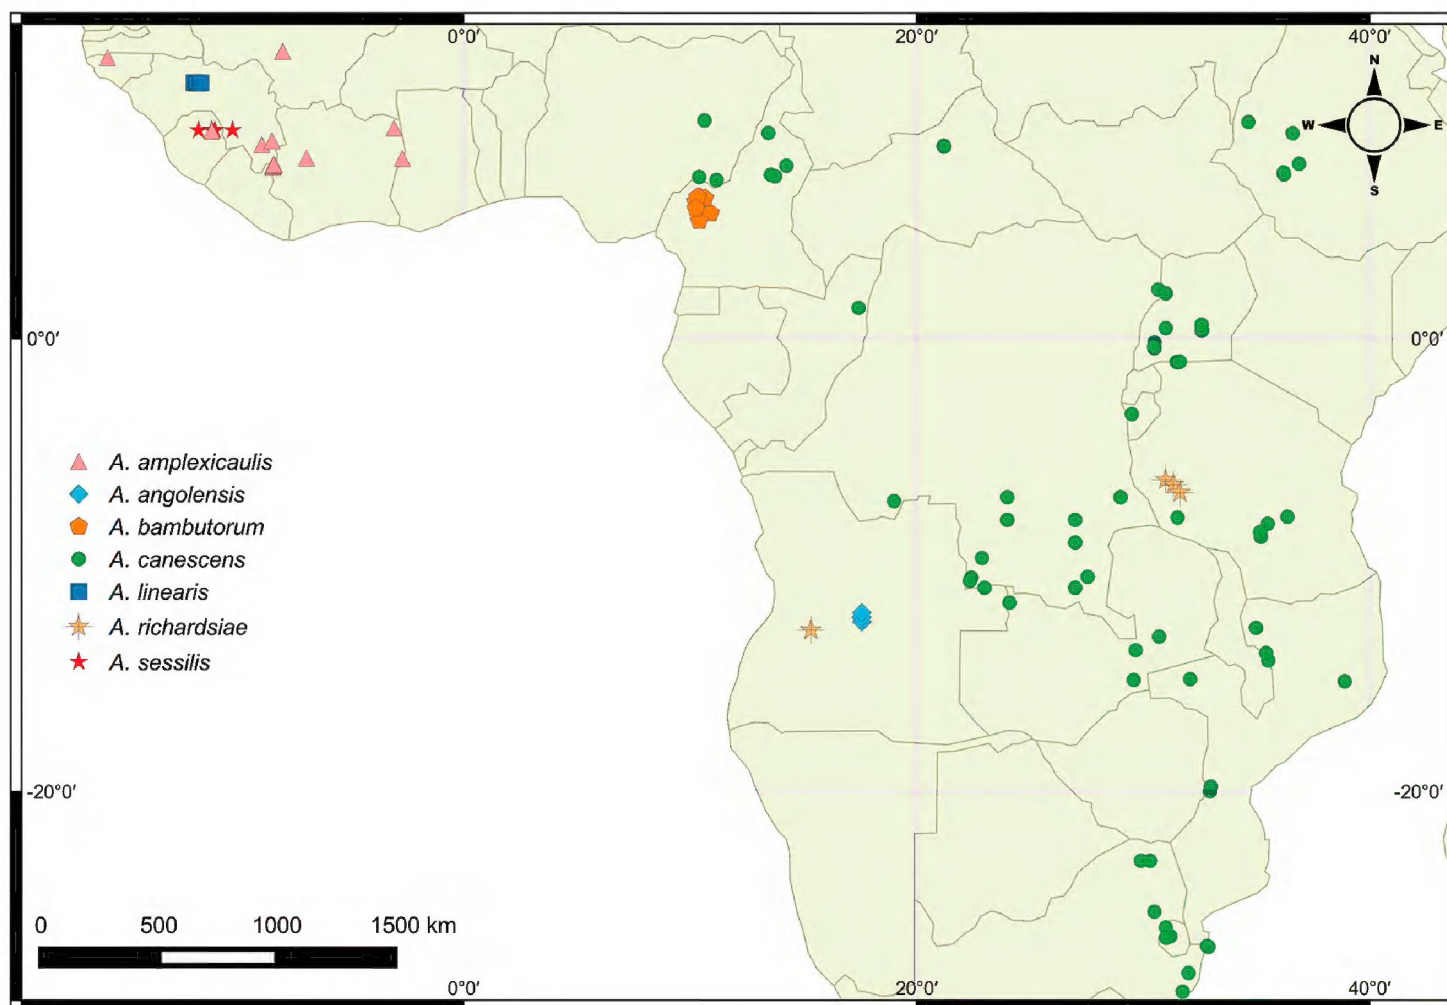 0°0′ 20°0′ 40°0′
N
W E
S
0°0′ 0°0′
A. amplexicaulis
A. angolensis
A. bambutorum
A. canescens
A. linearis
A. richardsiae
A. sessilis
-20°0′ -20°0′
0 500 1000 1500 km
0°0′ 20°0′ 40°0′